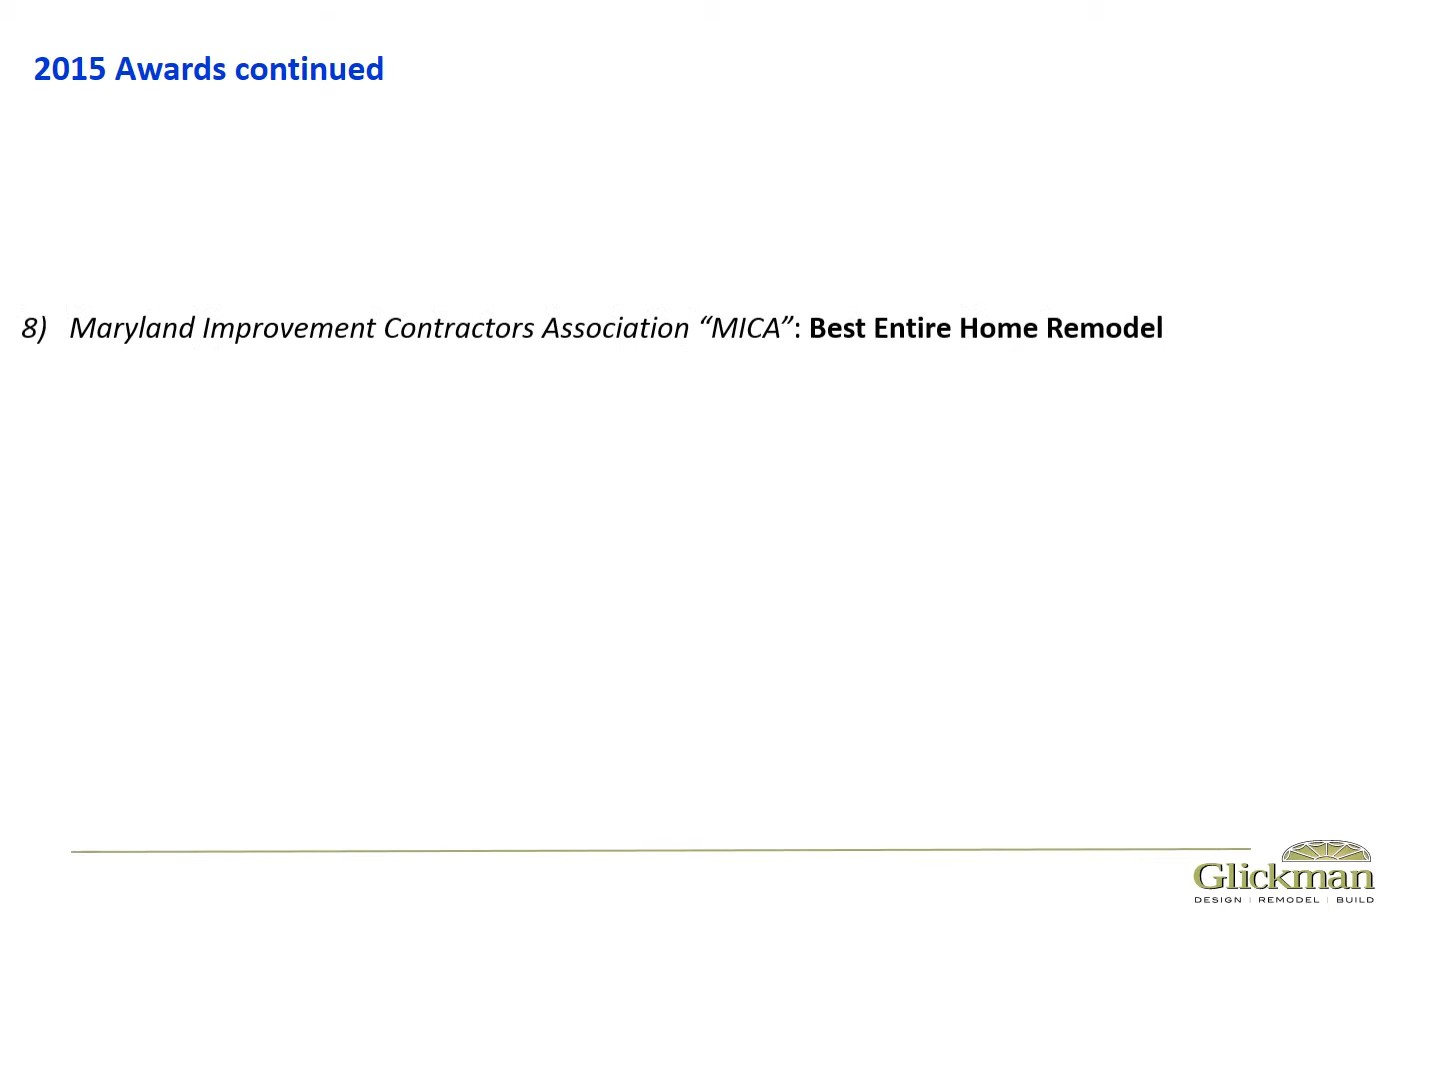 2015 Awards continued
8) Maryland Improvement Contractors Association “MICA”: Best Entire Home Remodel
Glickman
DESIGN | REMODEL | BUILD